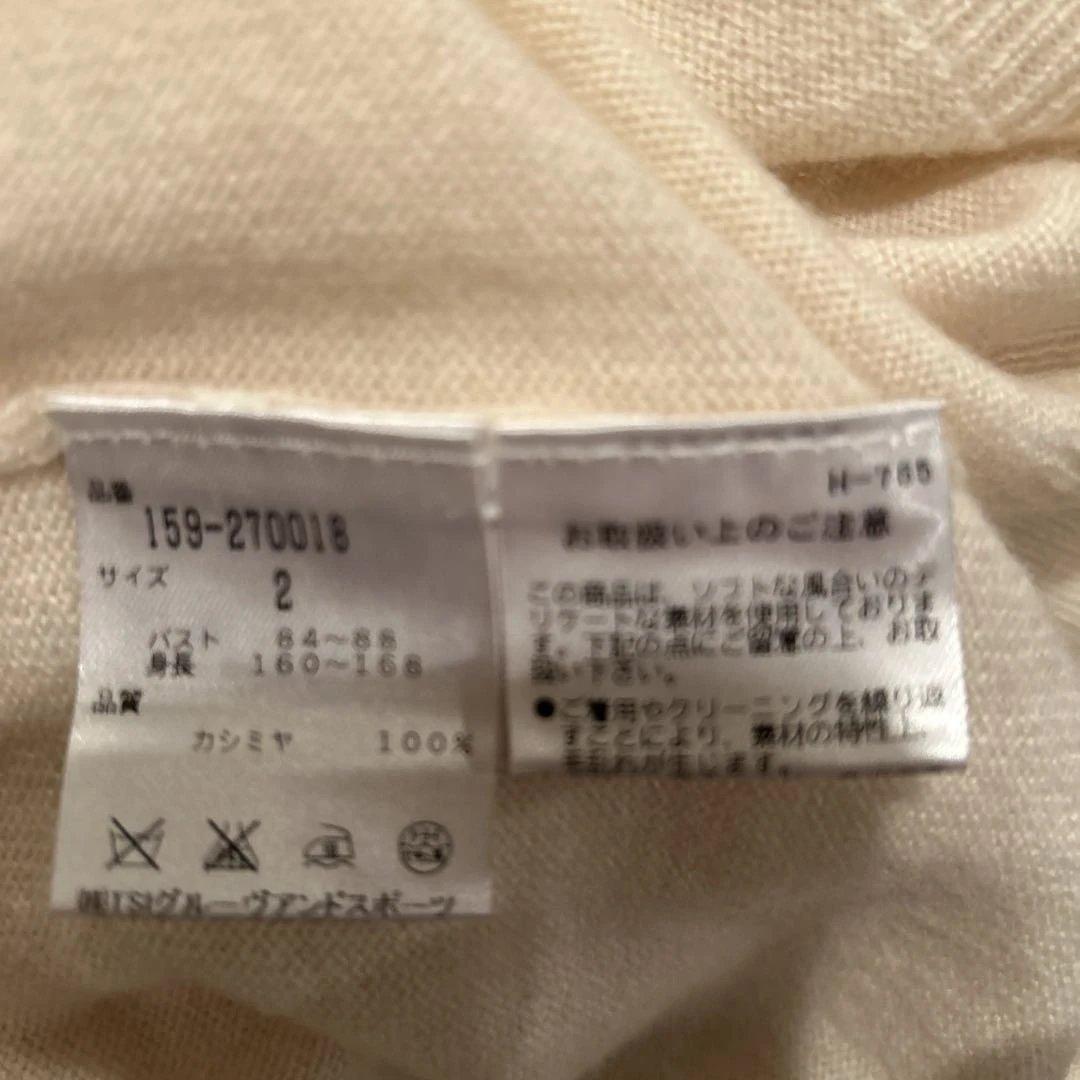 品番
159-270018
サイズ 2
バスト 84~88
身長 160~168
品質
カシミヤ 100%
㈱TSIグルーヴアンドスポーツ
H-765
お取扱い上のご注意
この商品は、ソフトな風合いのデ
リケートな素材を使用しておりま
す。下記の点にご留意の上、お取
扱い下さい。
●ご着用やクリーニングを繰り返
すことにより、素材の特性上、
毛玉れが生じます。